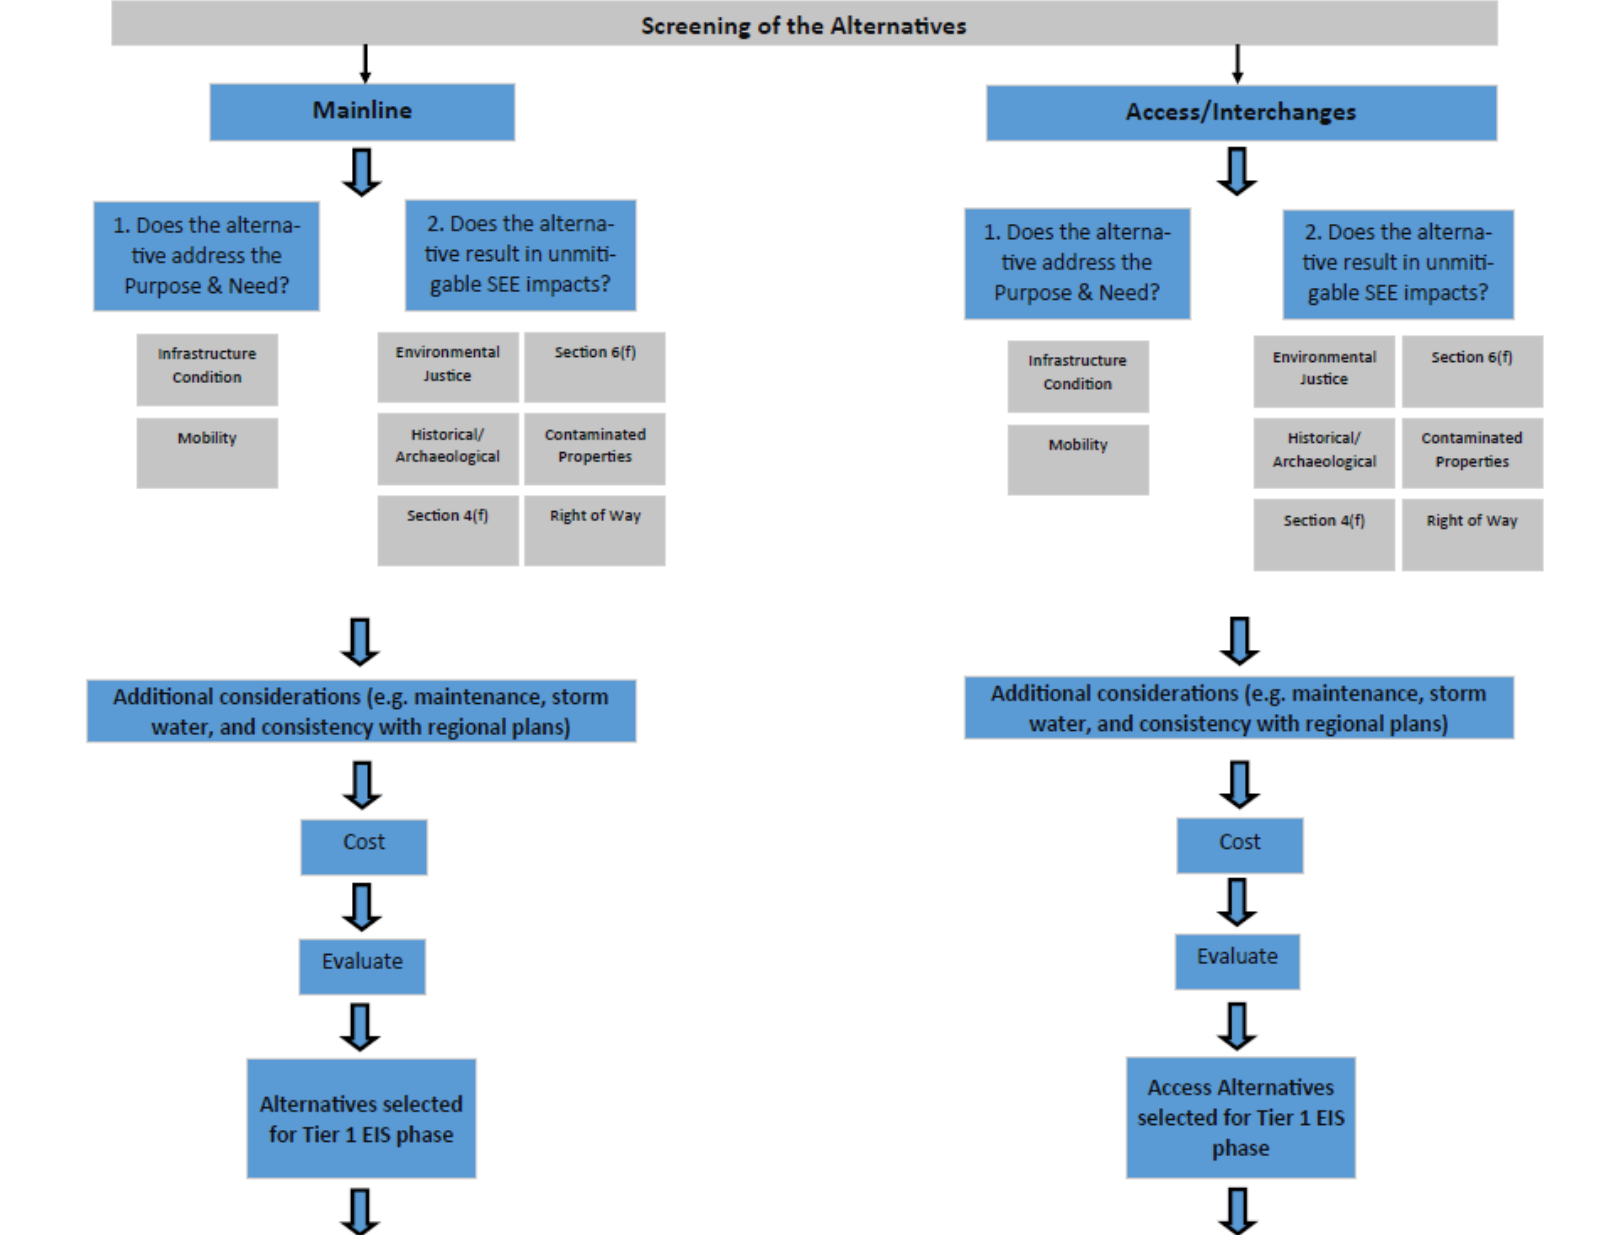 Screening of the Alternatives
Mainline
1. Does the alterna-
tive address the
Purpose & Need?
2. Does the alterna-
tive result in unmiti-
gable SEE impacts?
Infrastructure
Condition
Mobility
Environmental
Justice
Section 6(f)
Historical/
Archaeological
Contaminated
Properties
Section 4(f)
Right of Way
Additional considerations (e.g. maintenance, storm
water, and consistency with regional plans)
Cost
Evaluate
Alternatives selected
for Tier 1 EIS phase
Access/Interchanges
1. Does the alterna-
tive address the
Purpose & Need?
2. Does the alterna-
tive result in unmiti-
gable SEE impacts?
Infrastructure
Condition
Mobility
Environmental
Justice
Section 6(f)
Historical/
Archaeological
Contaminated
Properties
Section 4(f)
Right of Way
Additional considerations (e.g. maintenance, storm
water, and consistency with regional plans)
Cost
Evaluate
Access Alternatives
selected for Tier 1 EIS
phase